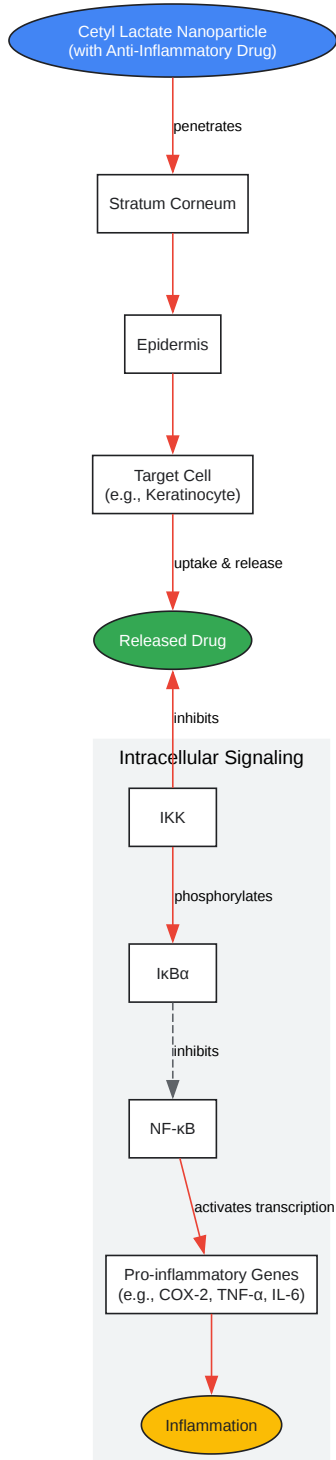 Cetyl Lactate Nanoparticle
(with Anti-Inflammatory Drug)
penetrates
Stratum Corneum
Epidermis
Target Cell
(e.g., Keratinocyte)
uptake & release
Released Drug
inhibits
Intracellular Signaling
IKK
phosphorylates
IκBα
inhibits
NF-κB
activates transcription
Pro-inflammatory Genes
(e.g., COX-2, TNF-α, IL-6)
Inflammation